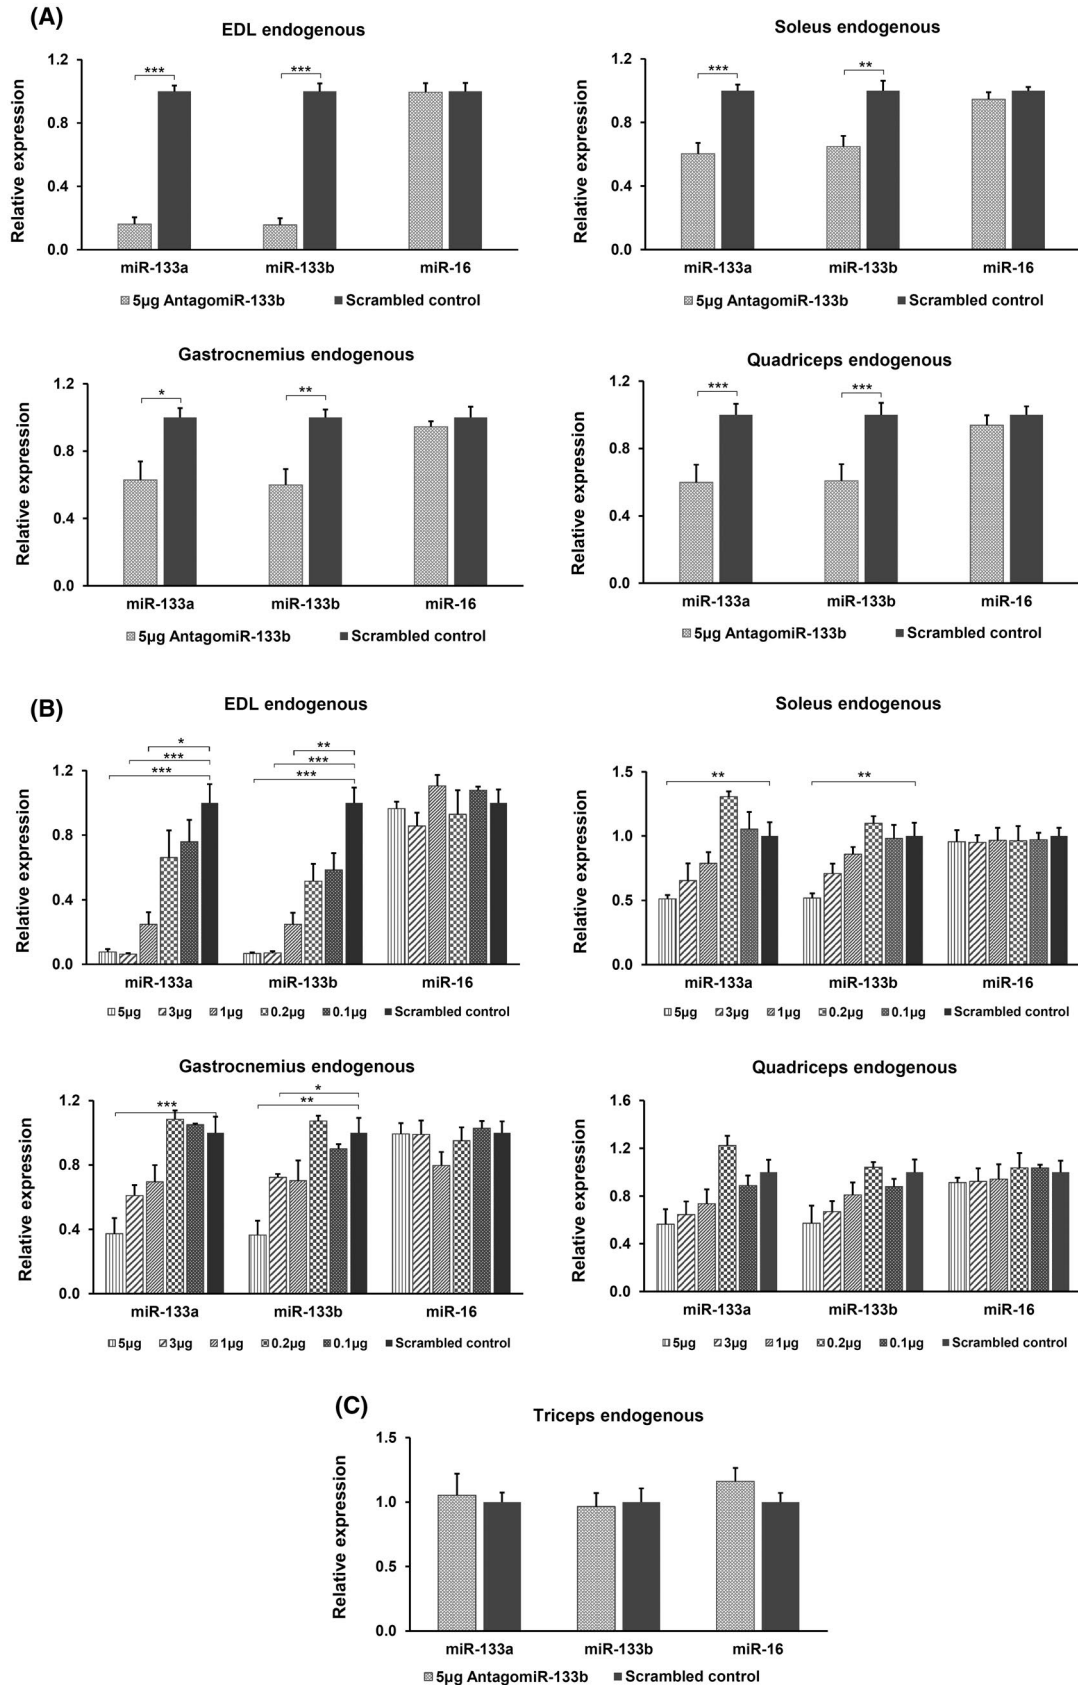 (A)
EDL endogenous
Relative expression
1.2
0.8
0.4
0.0
*** ***
miR-133a miR-133b miR-16
5µg AntagomiR-133b Scrambled control
Soleus endogenous
Relative expression
1.2
0.8
0.4
0.0
*** **
miR-133a miR-133b miR-16
5µg AntagomiR-133b Scrambled control
Gastrocnemius endogenous
Relative expression
1.2
0.8
0.4
0.0
* **
miR-133a miR-133b miR-16
5µg AntagomiR-133b Scrambled control
Quadriceps endogenous
Relative expression
1.2
0.8
0.4
0.0
*** ***
miR-133a miR-133b miR-16
5µg AntagomiR-133b Scrambled control
(B)
EDL endogenous
Relative expression
1.2
0.8
0.4
0.0
* **
*** ***
*** ***
miR-133a miR-133b miR-16
5µg 3µg 1µg 0.2µg 0.1µg Scrambled control
Soleus endogenous
Relative expression
1.5
1.0
0.5
0.0
** **
miR-133a miR-133b miR-16
5µg 3µg 1µg 0.2µg 0.1µg Scrambled control
Gastrocnemius endogenous
Relative expression
1.2
0.8
0.4
0.0
*
*** **
miR-133a miR-133b miR-16
5µg 3µg 1µg 0.2µg 0.1µg Scrambled control
Quadriceps endogenous
Relative expression
1.6
1.2
0.8
0.4
0.0
miR-133a miR-133b miR-16
5µg 3µg 1µg 0.2µg 0.1µg Scrambled control
(C)
Triceps endogenous
Relative expression
1.5
1.0
0.5
0.0
miR-133a miR-133b miR-16
5µg AntagomiR-133b Scrambled control